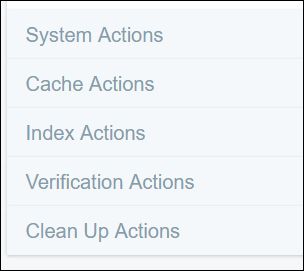 System Actions
Cache Actions
Index Actions
Verification Actions
Clean Up Actions